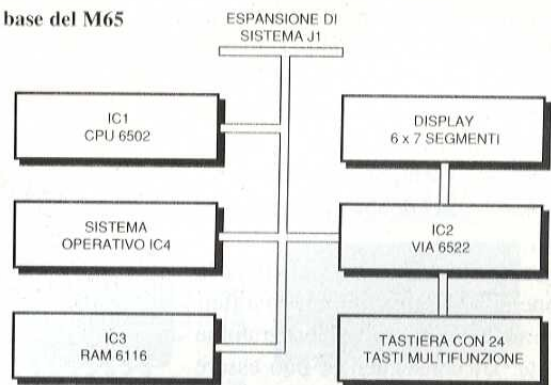 base del M65
ESPANSIONE DI
SISTEMA J1
IC1
CPU 6502
DISPLAY
6 x 7 SEGMENTI
SISTEMA
OPERATIVO IC4
IC2
VIA 6522
IC3
RAM 6116
TASTIERA CON 24
TASTI MULTIFUNZIONE